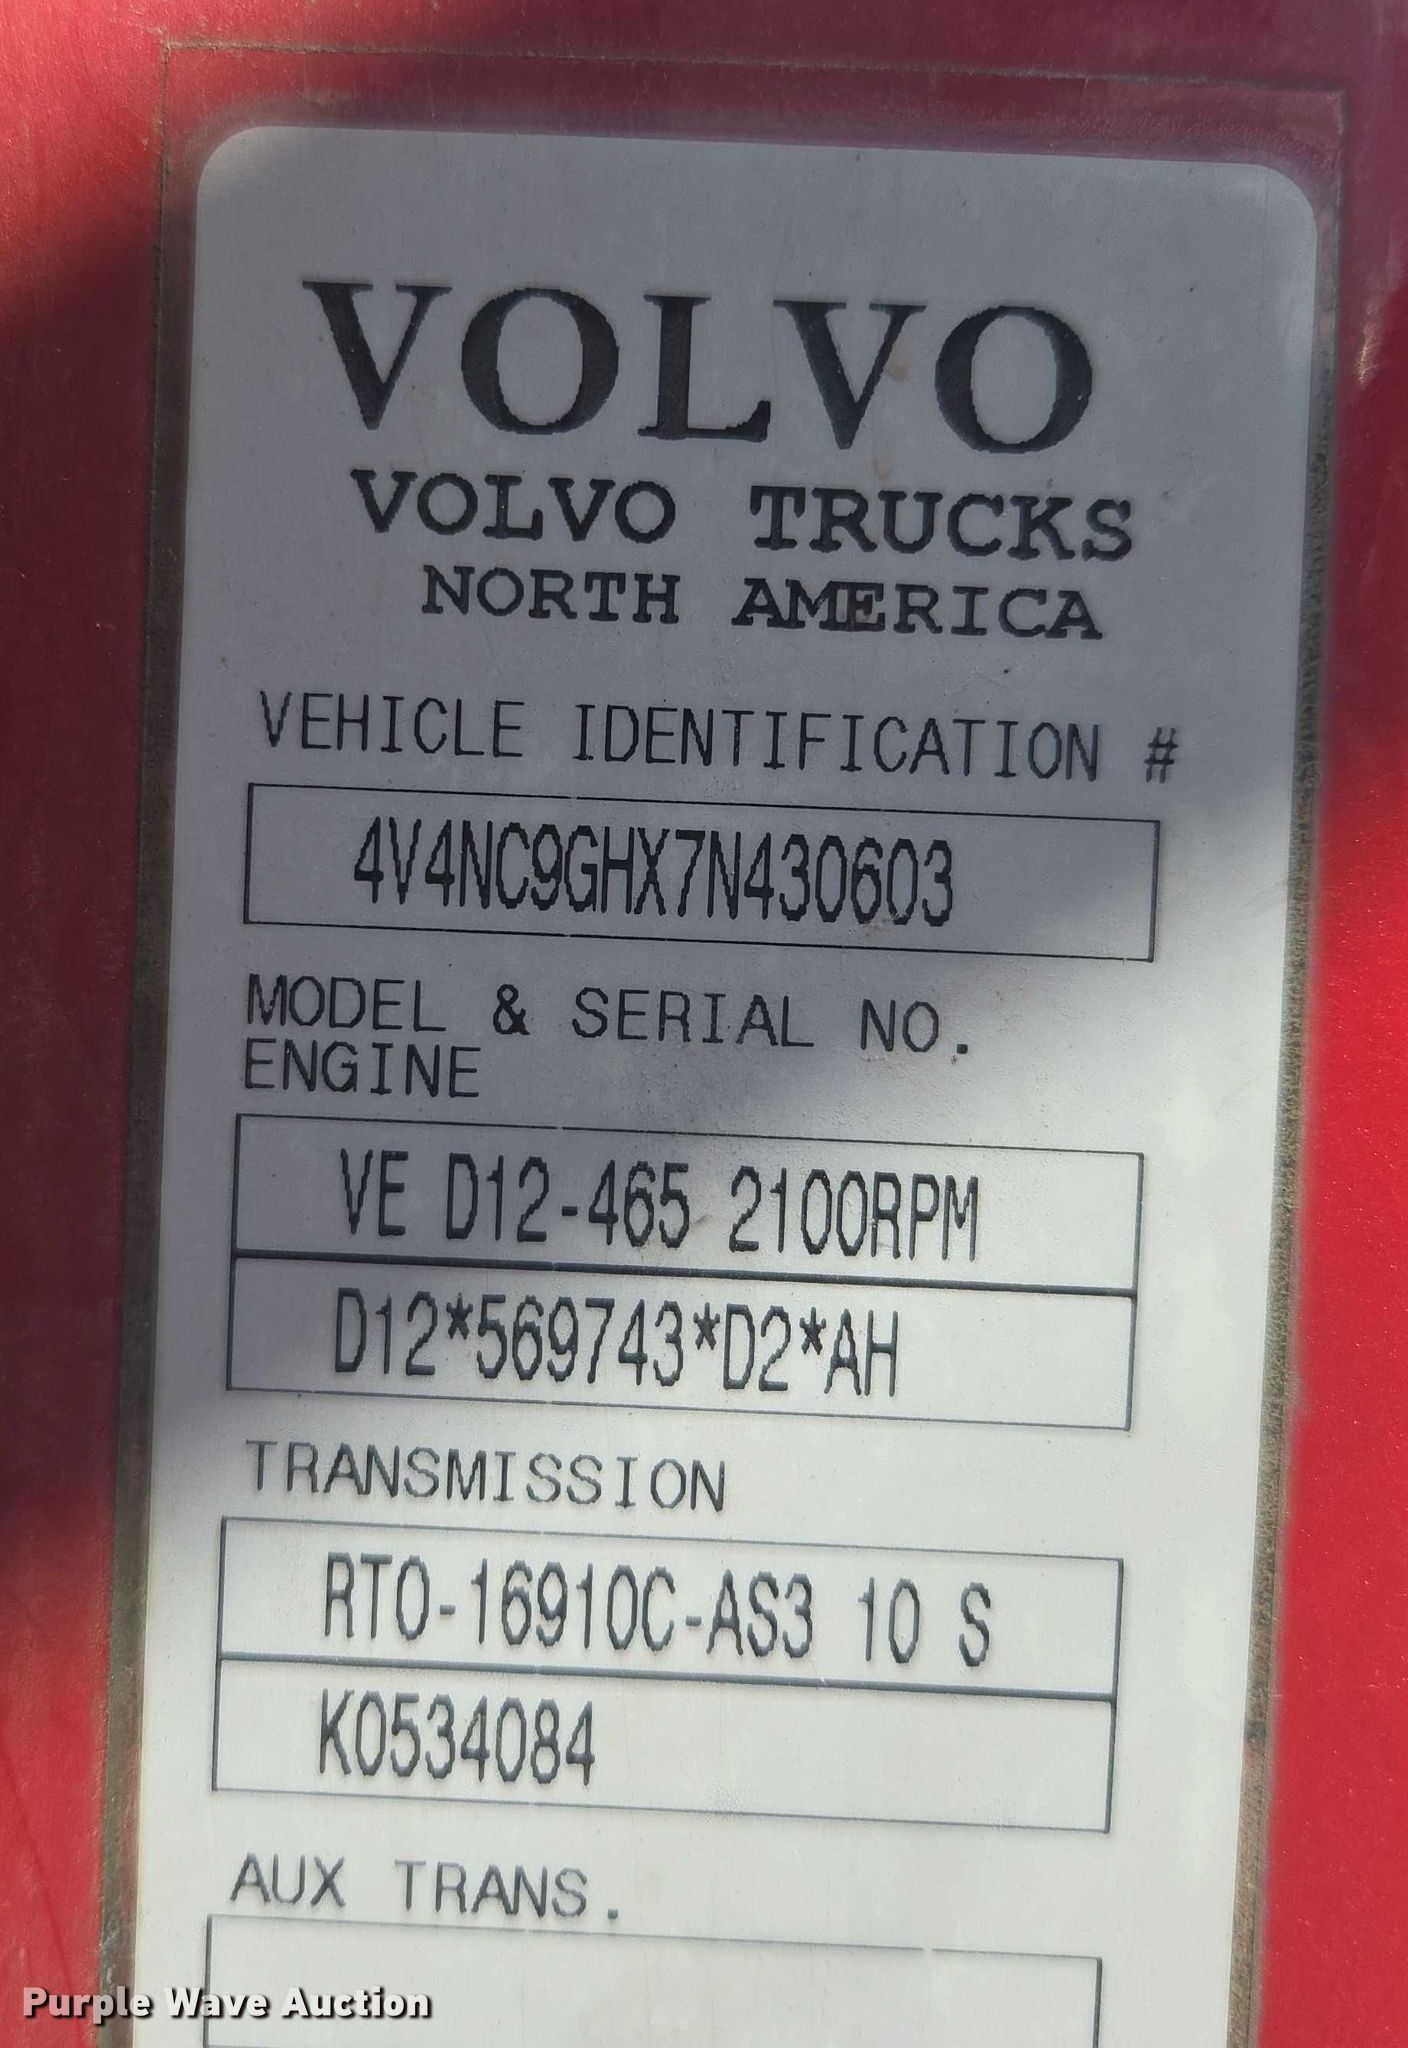 VOLVO
VOLVO TRUCKS
NORTH AMERICA
VEHICLE IDENTIFICATION #
4V4NC9GHX7N430603
MODEL & SERIAL NO.
ENGINE
VE D12-465 2100RPM
D12*569743*D2*AH
TRANSMISSION
RTO-16910C-AS3 10 S
K0534084
AUX TRANS.
Purple Wave Auction